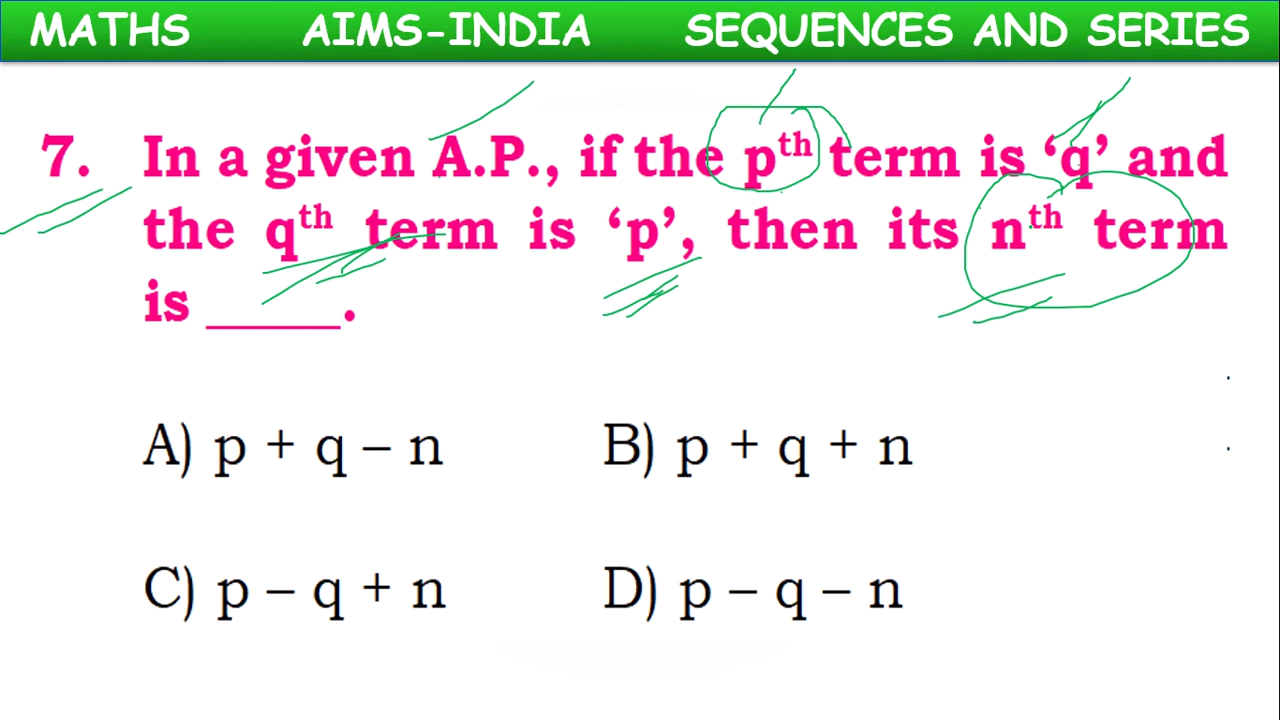 MATHS AIMS-INDIA SEQUENCES AND SERIES
7. In a given A.P., if the pᵗʰ term is ‘q’ and
the qᵗʰ term is ‘p’, then its nᵗʰ term
is _____.
A) p + q – n B) p + q + n
C) p – q + n D) p – q – n